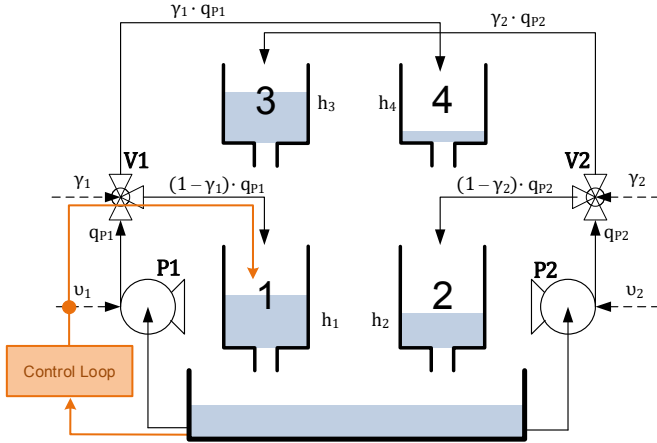 γ₁ · q_P1
γ₂ · q_P2
3
h₃
h₄
4
V1
V2
γ₁
(1−γ₁)· q_P1
(1−γ₂)· q_P2
γ₂
q_P1
q_P2
P1
P2
1
2
υ₁
υ₂
h₁
h₂
Control Loop